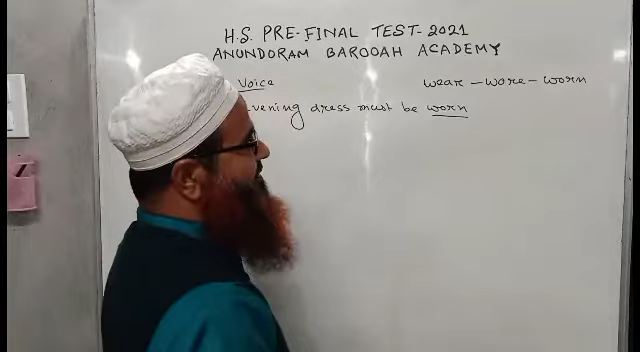 H.S. PRE-FINAL TEST-2021
ANUNDORAM BAROOAH ACADEMY
Voice wear - wore - worn
vening dress must be worn